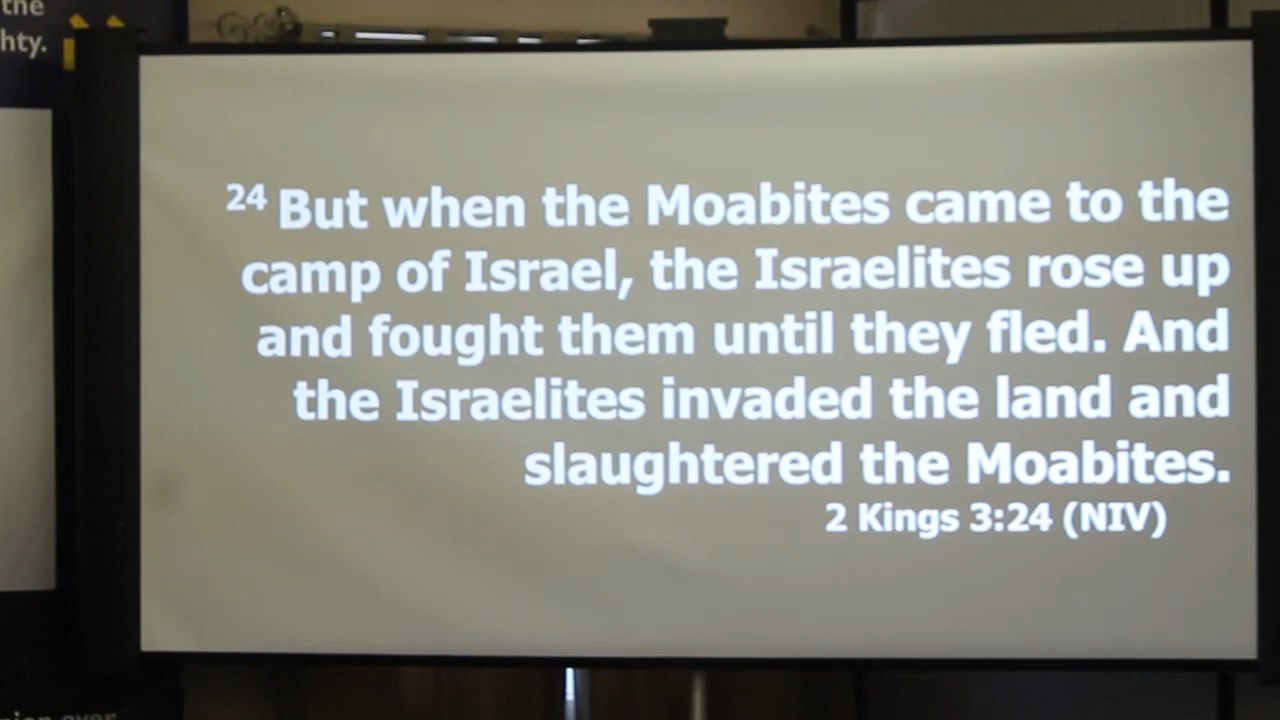 the
hty.
24 But when the Moabites came to the
camp of Israel, the Israelites rose up
and fought them until they fled. And
the Israelites invaded the land and
slaughtered the Moabites.
2 Kings 3:24 (NIV)
over